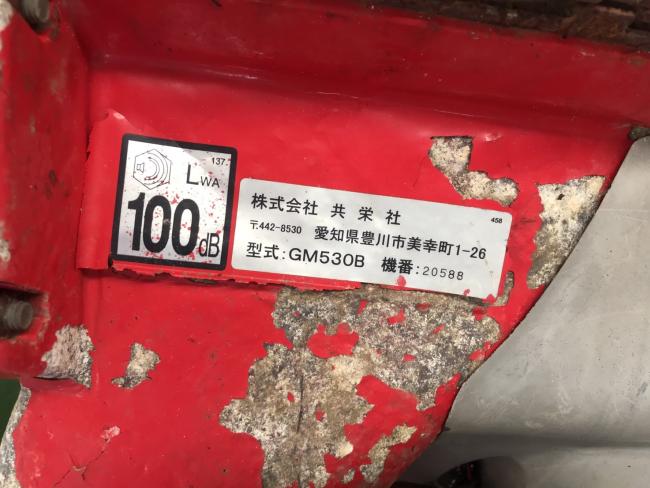 137
LWA
100dB
株式会社 共栄社
458
〒442-8530 愛知県豊川市美幸町1-26
型式:GM530B 機番:20588